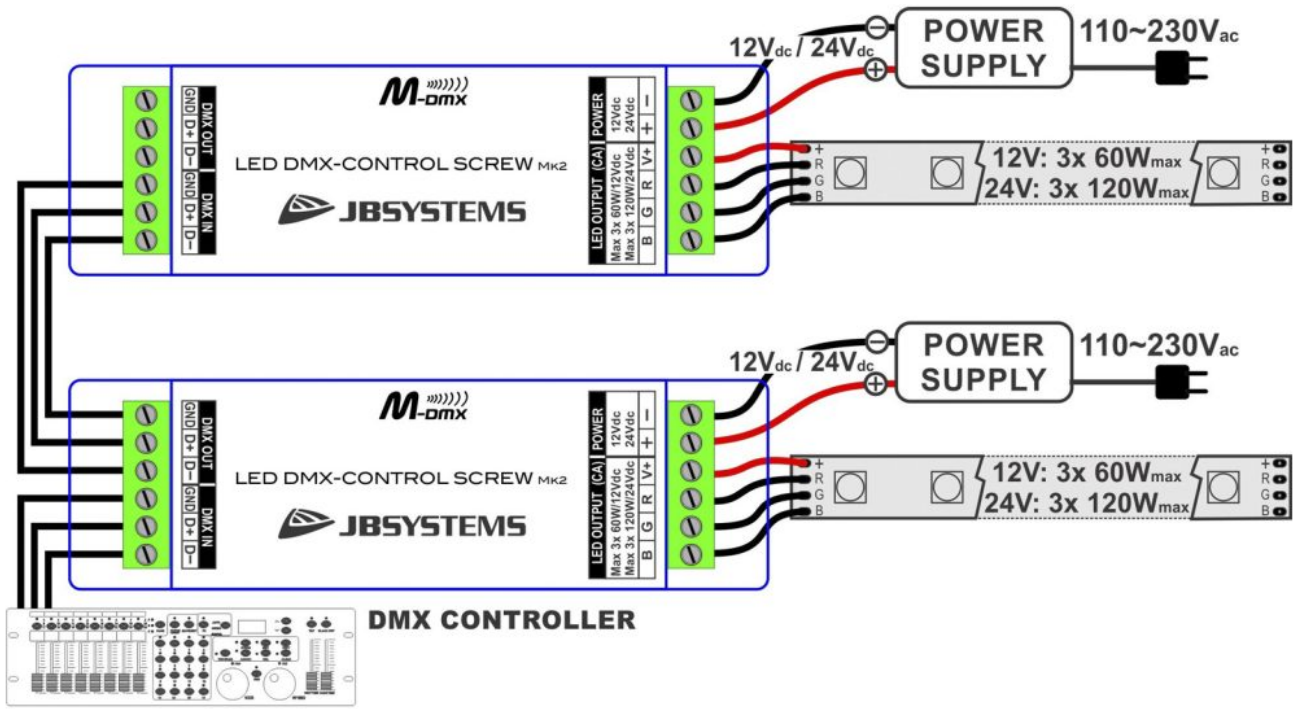 POWER SUPPLY
110~230Vac
12Vdc / 24Vdc
M-DMX
LED DMX-CONTROL SCREW Mk2
JBSYSTEMS
DMX OUT
GND D+ D−
DMX IN
GND D+ D−
POWER
12Vdc
24Vdc
− +
LED OUTPUT (CA)
Max 3x 60W/12Vdc
Max 3x 120W/24Vdc
V+ R G B
+
R
G
B
12V: 3x 60Wmax
24V: 3x 120Wmax
+
R
G
B
POWER SUPPLY
110~230Vac
12Vdc / 24Vdc
M-DMX
LED DMX-CONTROL SCREW Mk2
JBSYSTEMS
DMX OUT
GND D+ D−
DMX IN
GND D+ D−
POWER
12Vdc
24Vdc
− +
LED OUTPUT (CA)
Max 3x 60W/12Vdc
Max 3x 120W/24Vdc
V+ R G B
+
R
G
B
12V: 3x 60Wmax
24V: 3x 120Wmax
+
R
G
B
DMX CONTROLLER